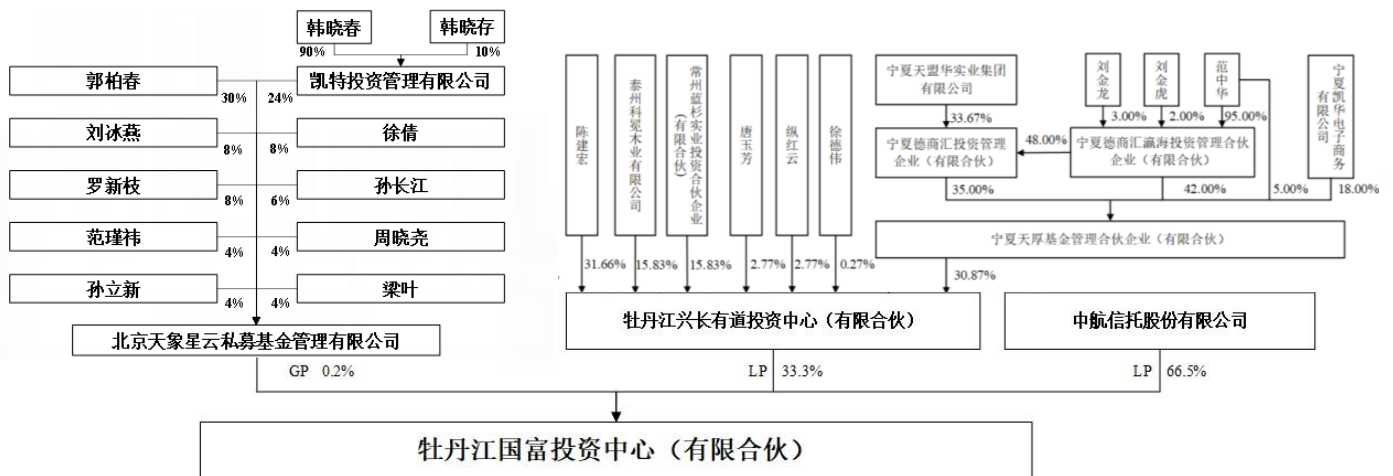 韩晓春
韩晓存
90%
10%
郭柏春
凯特投资管理有限公司
30%
24%
刘冰燕
徐倩
8%
8%
罗新枝
孙长江
8%
6%
范瑾祎
周晓尧
4%
4%
孙立新
梁叶
4%
4%
北京天象星云私募基金管理有限公司
陈建宏
泰州科冕木业有限公司
常州蓝杉实业投资合伙企业
(有限合伙)
唐玉芳
纵红云
徐德伟
宁夏天盟华实业集团
有限公司
刘金龙
刘金虎
范中华
宁夏凯华电子商务
有限公司
33.67%
3.00%
2.00%
95.00%
宁夏德商汇投资管理
企业（有限合伙）
48.00%
宁夏德商汇瀛海投资管理合伙
企业（有限合伙）
35.00%
42.00%
5.00%
18.00%
宁夏天厚基金管理合伙企业（有限合伙）
31.66%
15.83%
15.83%
2.77%
2.77%
0.27%
30.87%
牡丹江兴长有道投资中心（有限合伙）
中航信托股份有限公司
GP 0.2%
LP 33.3%
LP 66.5%
牡丹江国富投资中心（有限合伙）